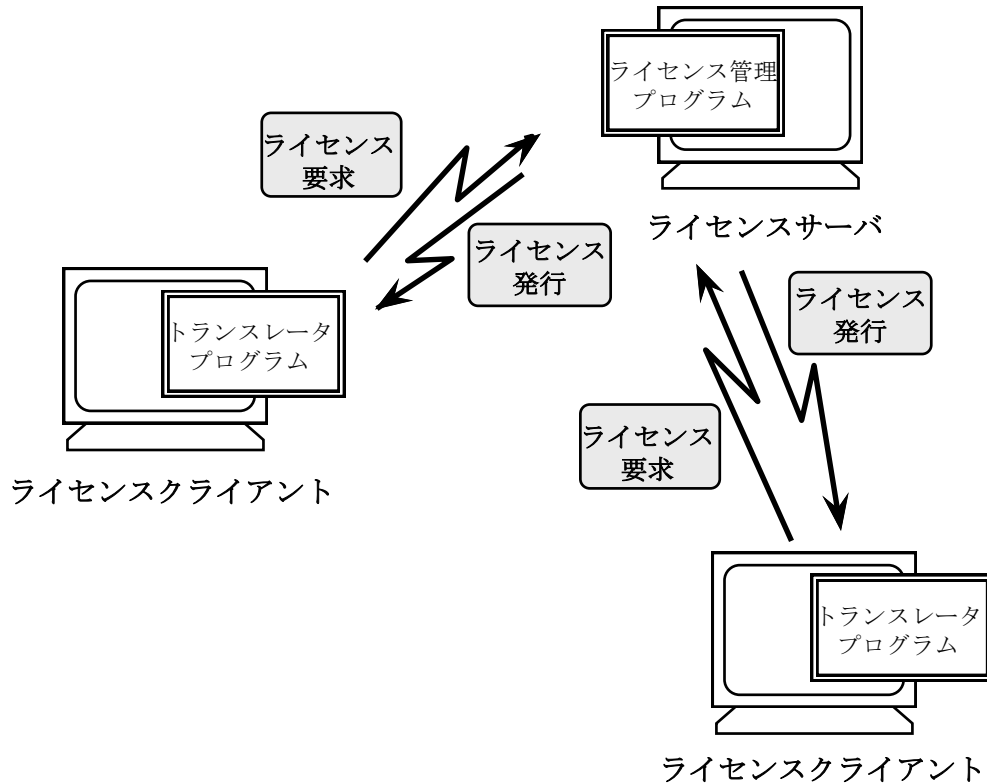 ライセンス管理
プログラム
ライセンスサーバ
ライセンス
要求
ライセンス
発行
トランスレータ
プログラム
ライセンスクライアント
ライセンス
発行
ライセンス
要求
トランスレータ
プログラム
ライセンスクライアント